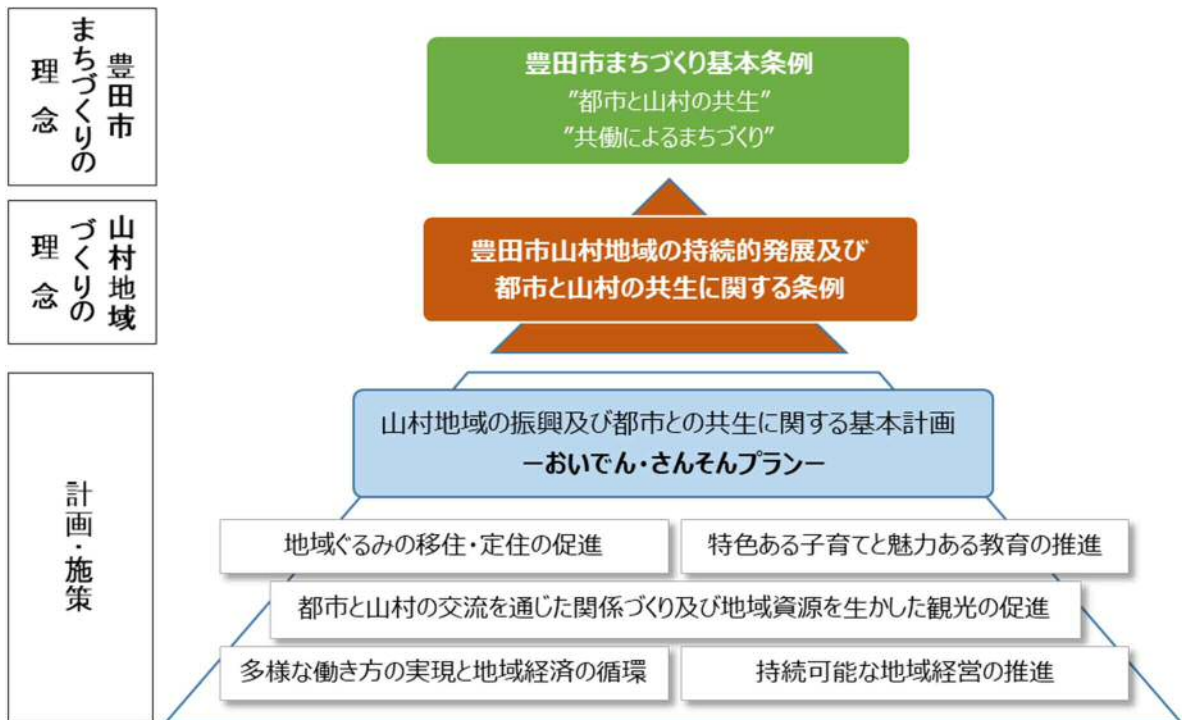 豊田市
まちづくりの
理念
豊田市まちづくり基本条例
”都市と山村の共生”
”共働によるまちづくり”
山村地域
づくりの
理念
豊田市山村地域の持続的発展及び
都市と山村の共生に関する条例
計画・施策
山村地域の振興及び都市との共生に関する基本計画
ーおいでん・さんそんプランー
地域ぐるみの移住・定住の促進
特色ある子育てと魅力ある教育の推進
都市と山村の交流を通じた関係づくり及び地域資源を生かした観光の促進
多様な働き方の実現と地域経済の循環
持続可能な地域経営の推進